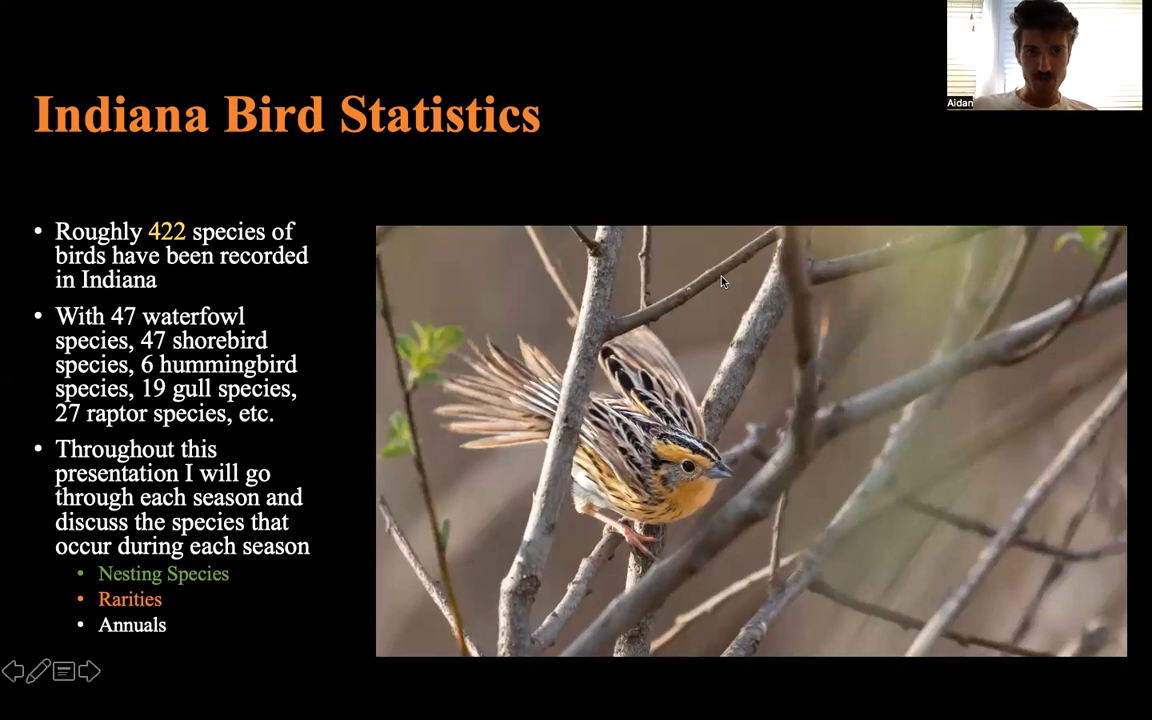 Aidan
Indiana Bird Statistics
• Roughly 422 species of
birds have been recorded
in Indiana
• With 47 waterfowl
species, 47 shorebird
species, 6 hummingbird
species, 19 gull species,
27 raptor species, etc.
• Throughout this
presentation I will go
through each season and
discuss the species that
occur during each season
• Nesting Species
• Rarities
• Annuals